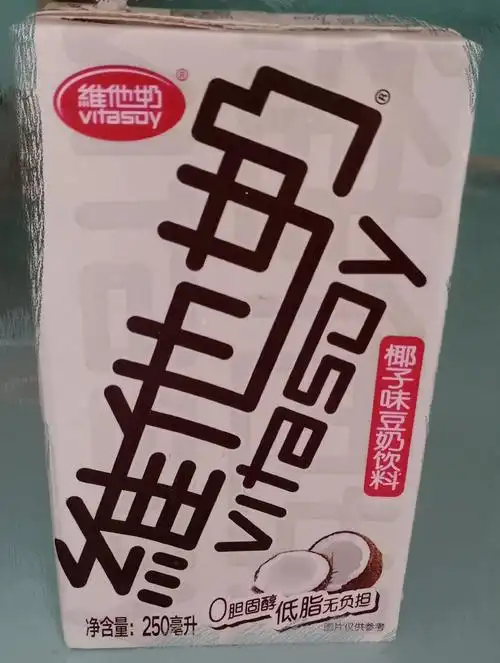 維他奶®
vitasoy
維他奶®
vitasoy
椰子味豆奶饮料
0胆固醇 低脂无负担
净含量：250毫升
图片仅供参考